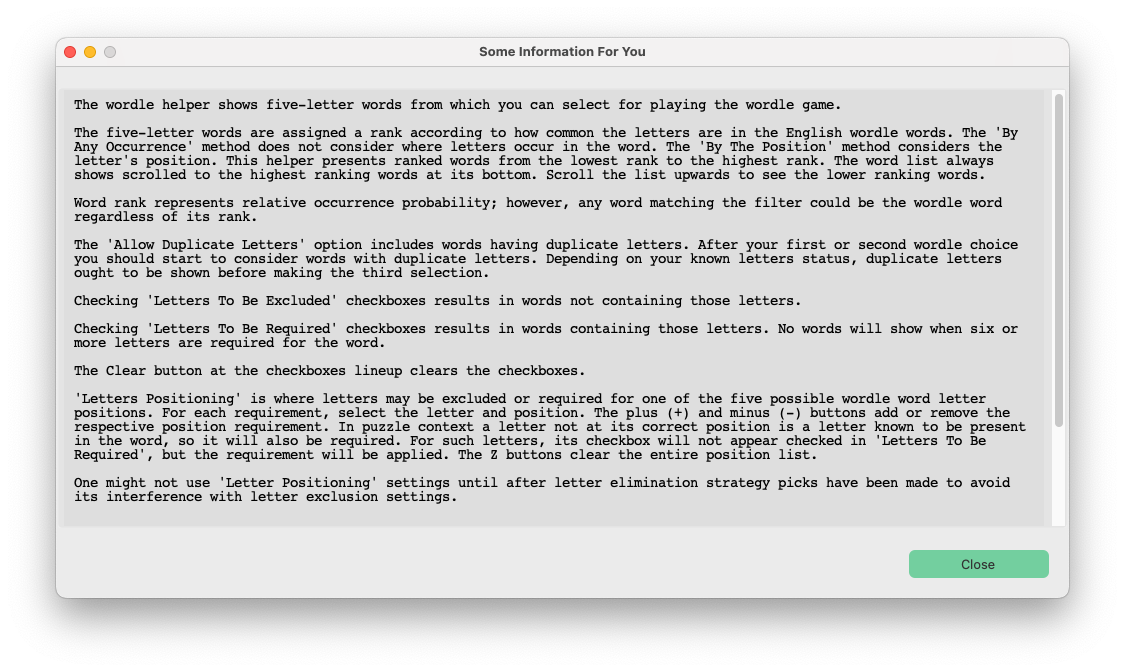 Some Information For You
The wordle helper shows five-letter words from which you can select for playing the wordle game.
The five-letter words are assigned a rank according to how common the letters are in the English wordle words. The 'By
Any Occurrence' method does not consider where letters occur in the word. The 'By The Position' method considers the
letter's position. This helper presents ranked words from the lowest rank to the highest rank. The word list always
shows scrolled to the highest ranking words at its bottom. Scroll the list upwards to see the lower ranking words.
Word rank represents relative occurrence probability; however, any word matching the filter could be the wordle word
regardless of its rank.
The 'Allow Duplicate Letters' option includes words having duplicate letters. After your first or second wordle choice
you should start to consider words with duplicate letters. Depending on your known letters status, duplicate letters
ought to be shown before making the third selection.
Checking 'Letters To Be Excluded' checkboxes results in words not containing those letters.
Checking 'Letters To Be Required' checkboxes results in words containing those letters. No words will show when six or
more letters are required for the word.
The Clear button at the checkboxes lineup clears the checkboxes.
'Letters Positioning' is where letters may be excluded or required for one of the five possible wordle word letter
positions. For each requirement, select the letter and position. The plus (+) and minus (-) buttons add or remove the
respective position requirement. In puzzle context a letter not at its correct position is a letter known to be present
in the word, so it will also be required. For such letters, its checkbox will not appear checked in 'Letters To Be
Required', but the requirement will be applied. The Z buttons clear the entire position list.
One might not use 'Letter Positioning' settings until after letter elimination strategy picks have been made to avoid
its interference with letter exclusion settings.
Close